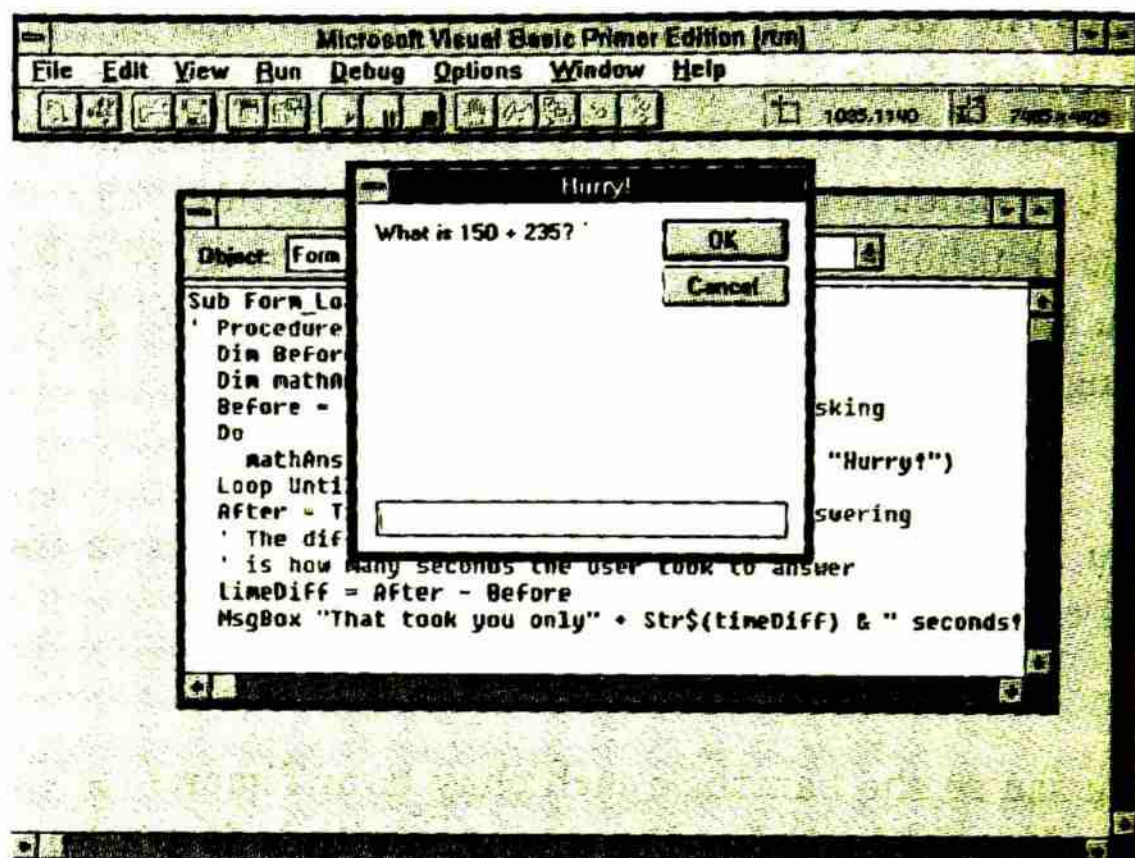 Microsoft Visual Basic Primer Edition [run]
File Edit View Run Debug Options Window Help
1035,1140
Hurry!
What is 150 + 235?
OK
Cancel
Object: Form
Sub Form_Lo
' Procedure
Dim Befor
Dim mathA
Before = sking
Do
mathAns "Hurry!")
Loop Unti
After = T swering
' The dif
' is how many seconds the user took to answer
timeDiff = After - Before
MsgBox "That took you only" + Str$(timeDiff) & " seconds!